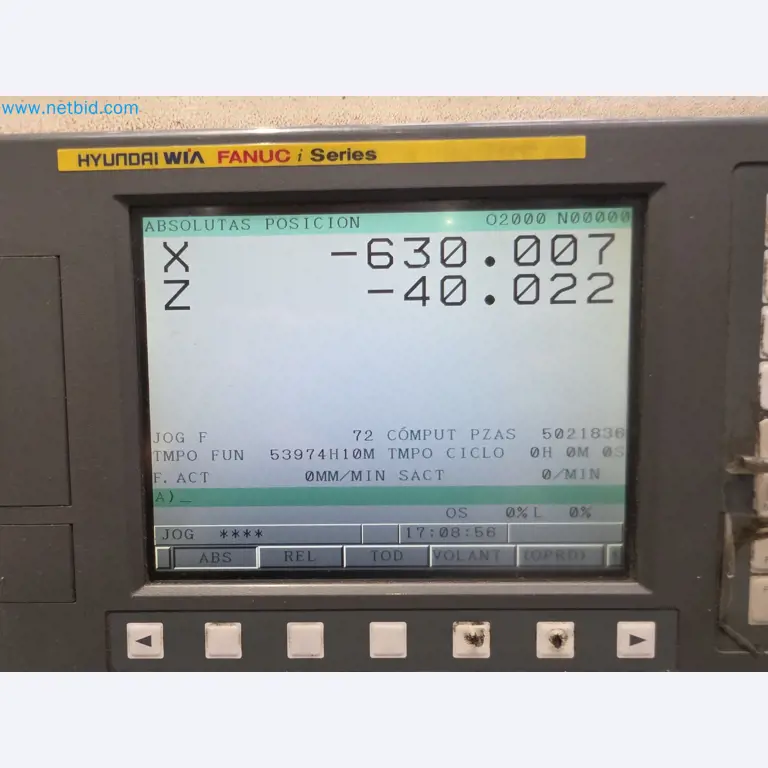 www.netbid.com
HYUNDAI WIA FANUC i Series
ABSOLUTAS POSICION O2000 N00000
X -630.007
Z -40.022
JOG F 72 CÓMPUT PZAS 5021836
TMPO FUN 53974H10M TMPO CICLO 0H 0M 0S
F. ACT 0MM/MIN SACT 0/MIN
A)_
OS 0% L 0%
JOG **** 17:08:56
ABS REL TOD VOLANT (OPRD)